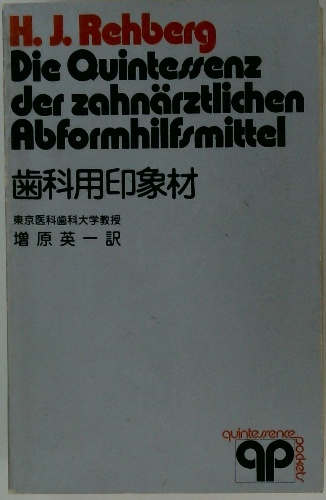 H. J. Rehberg
Die Quintessenz
der zahnärztlichen
Abformhilfsmittel
歯科用印象材
東京医科歯科大学教授
増原英一訳
quintessence
pockets
qp